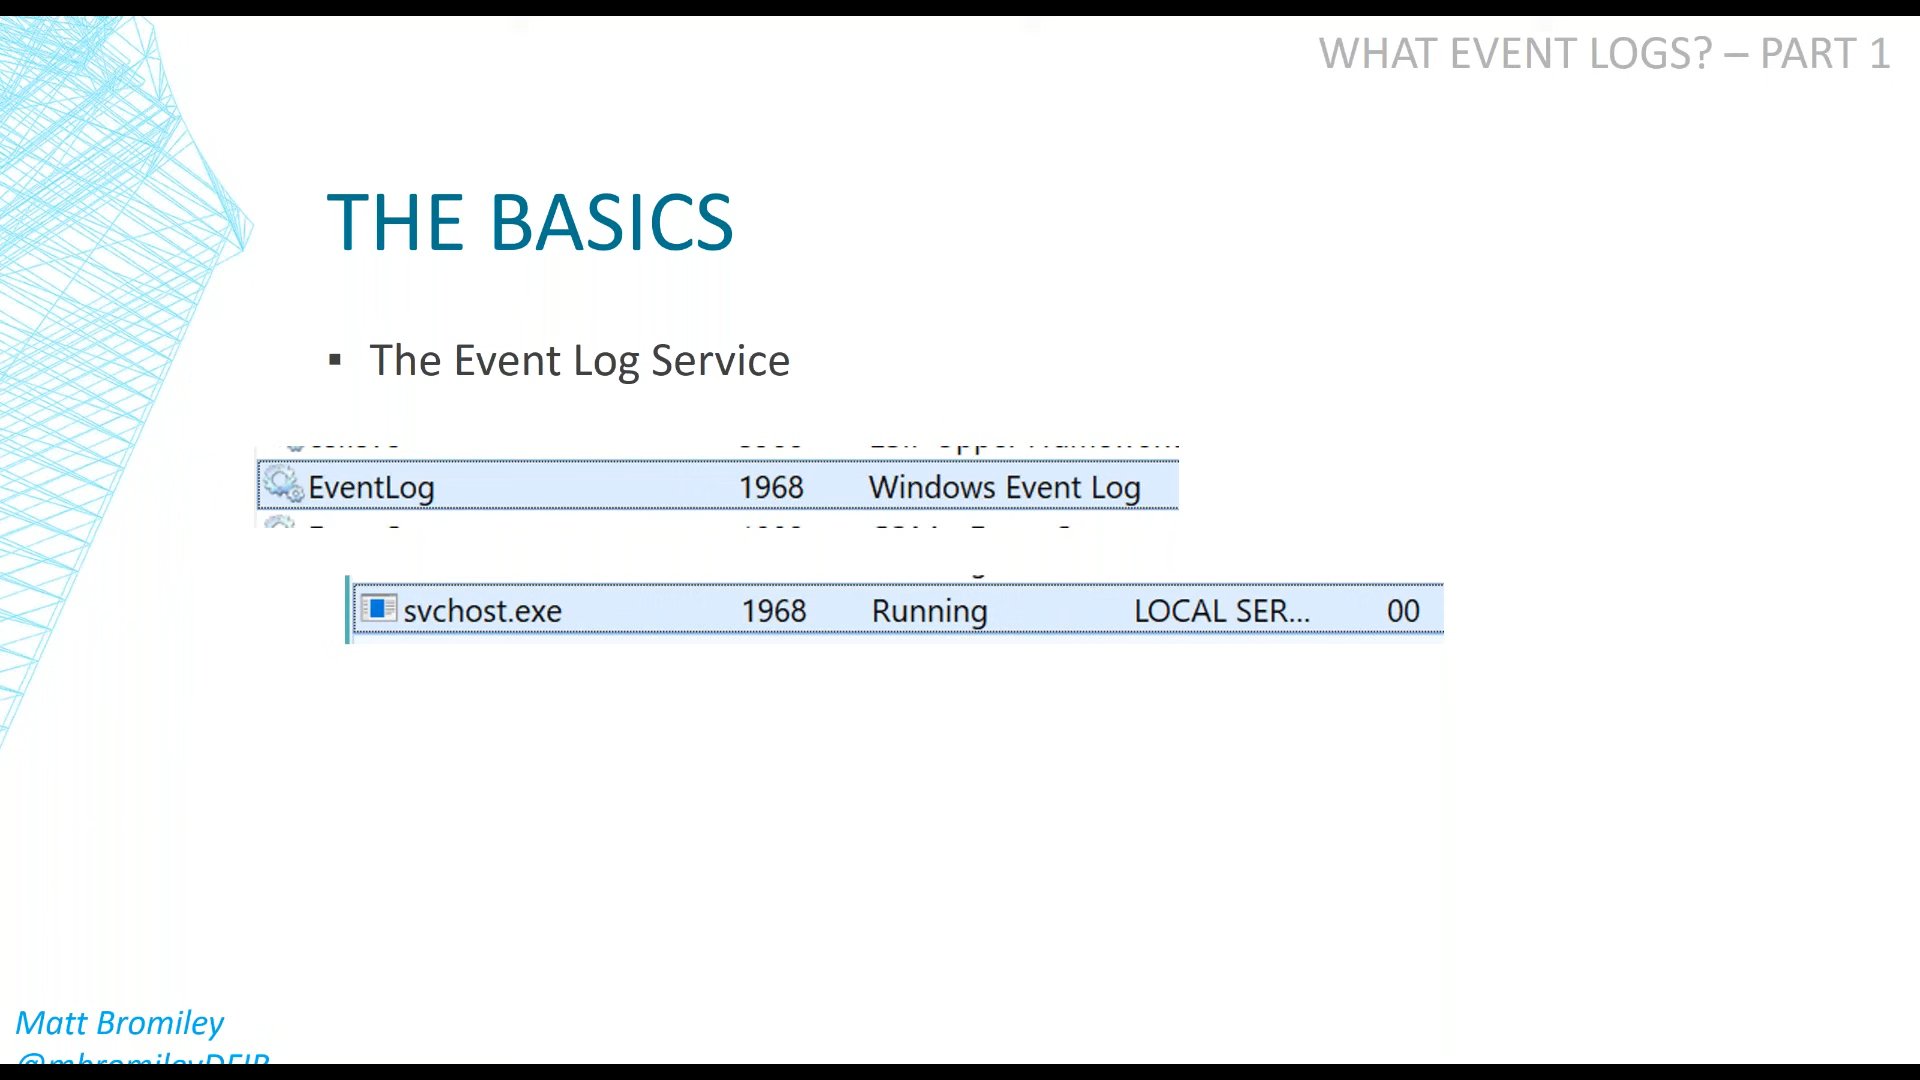 WHAT EVENT LOGS? – PART 1
THE BASICS
▪ The Event Log Service
EventLog 1968 Windows Event Log
svchost.exe 1968 Running LOCAL SER... 00
Matt Bromiley
@mbromileyDFIR